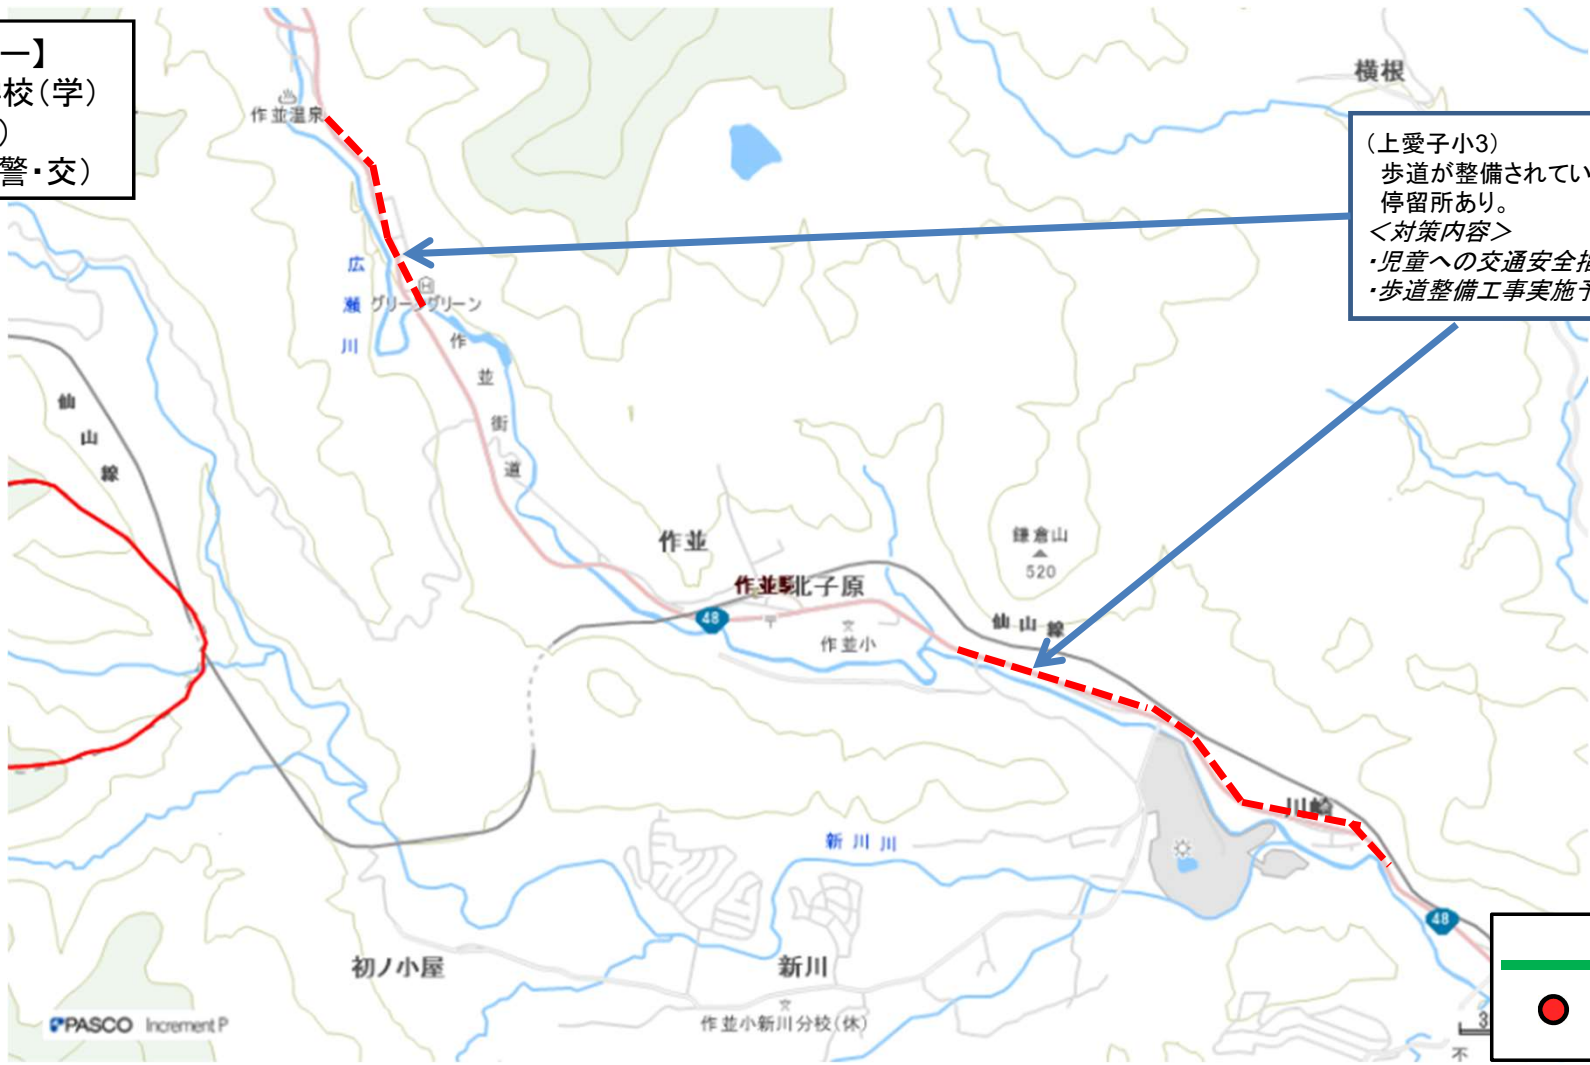 ー】
校(学)
)
警・交)
作並温泉
横根
(上愛子小3)
歩道が整備されてい
停留所あり。
＜対策内容＞
・児童への交通安全指
・歩道整備工事実施予
広瀬川
グリーングリーン
作並街道
仙山線
作並
鎌倉山
520
作並駅
北子原
48
仙山線
作並小
川崎
新川川
48
初ノ小屋
新川
作並小新川分校(休)
PASCO Increment P
3
不